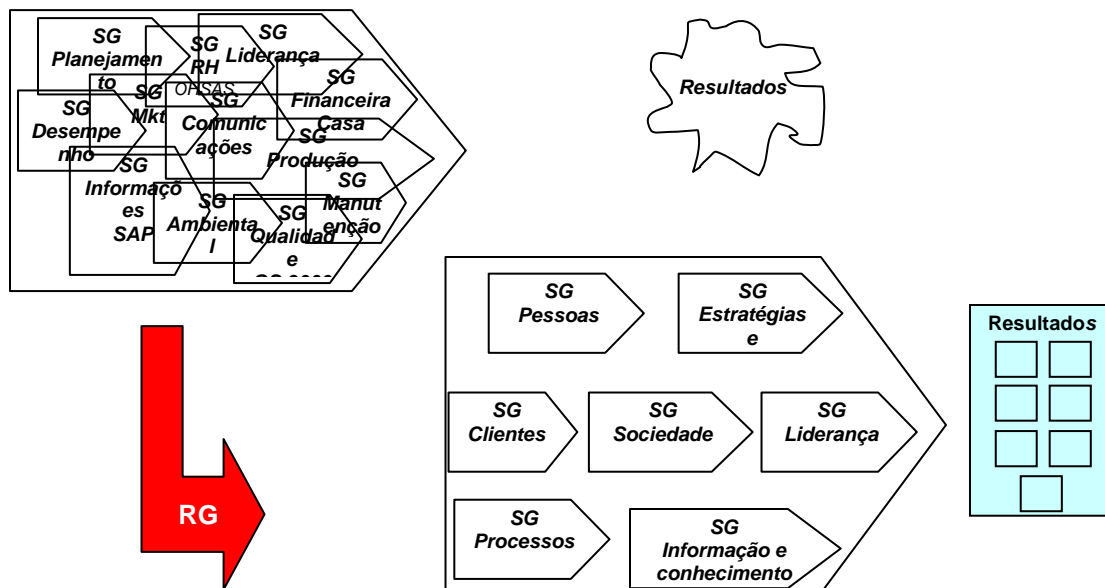 SG
Planejamen
to
SG
RH
OHSAS
SG
Liderança
SG
Financeira
Casa
SG
Mkt
SG
Comunic
ações
SG
Desempe
nho
SG
Produção
SG
Informaçõ
es
SAP
SG
Ambienta
l
SG
Qualidad
e
SG
Manut
enção
Resultados
RG
SG
Pessoas
SG
Estratégias
e
SG
Clientes
SG
Sociedade
SG
Liderança
SG
Processos
SG
Informação e
conhecimento
Resultados